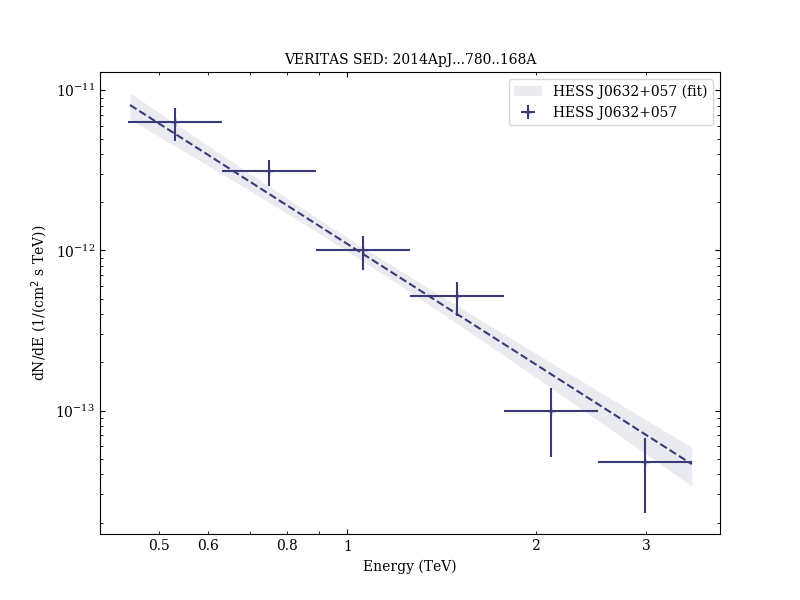 VERITAS SED: 2014ApJ...780..168A
HESS J0632+057 (fit)
HESS J0632+057
dN/dE (1/(cm² s TeV))
10⁻¹¹
10⁻¹²
10⁻¹³
0.5 0.6 0.8 1 2 3
Energy (TeV)